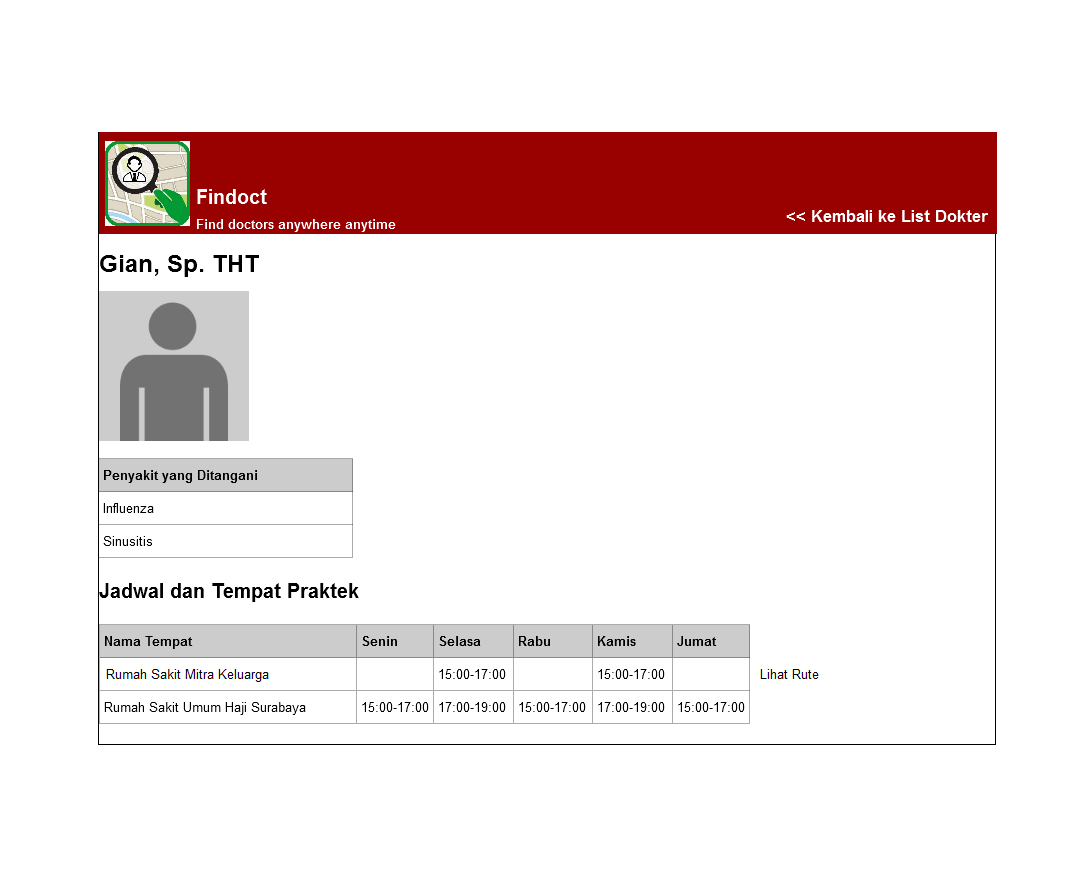 Findoct
Find doctors anywhere anytime
<< Kembali ke List Dokter
Gian, Sp. THT
Penyakit yang Ditangani
Influenza
Sinusitis
Jadwal dan Tempat Praktek
Nama Tempat Senin Selasa Rabu Kamis Jumat
Rumah Sakit Mitra Keluarga 15:00-17:00 15:00-17:00 Lihat Rute
Rumah Sakit Umum Haji Surabaya 15:00-17:00 17:00-19:00 15:00-17:00 17:00-19:00 15:00-17:00